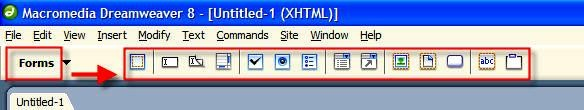 Macromedia Dreamweaver 8 - [Untitled-1 (XHTML)]
File Edit View Insert Modify Text Commands Site Window Help
Forms abc
Untitled-1